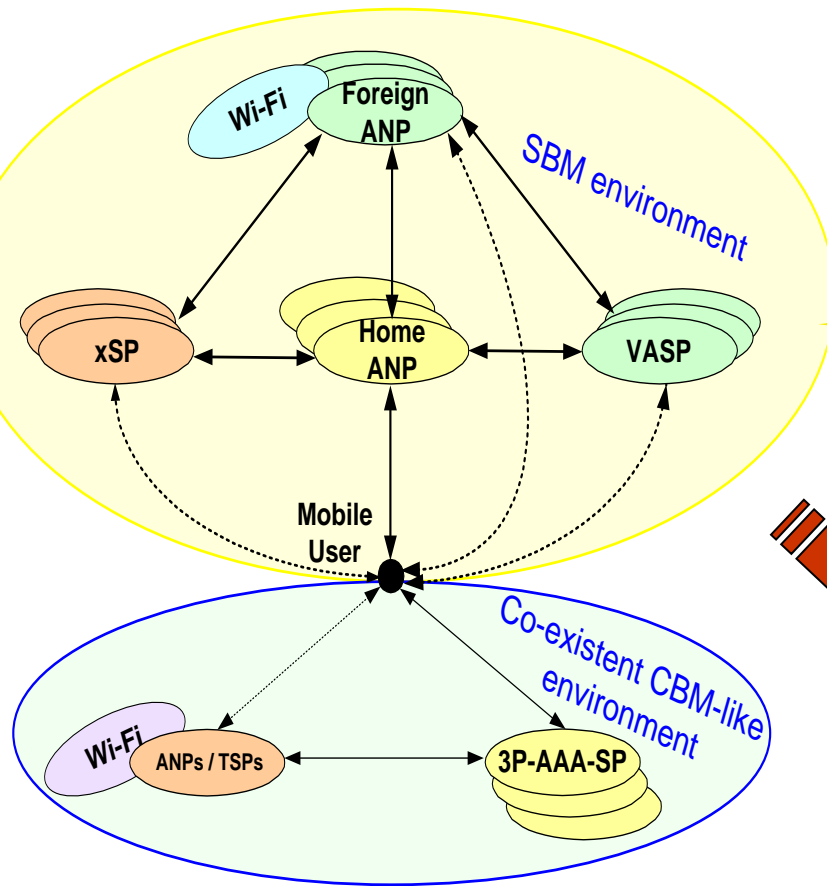 Wi-Fi
Foreign
ANP
SBM environment
xSP
Home
ANP
VASP
Mobile
User
Co-existent CBM-like
environment
Wi-Fi
ANPs / TSPs
3P-AAA-SP